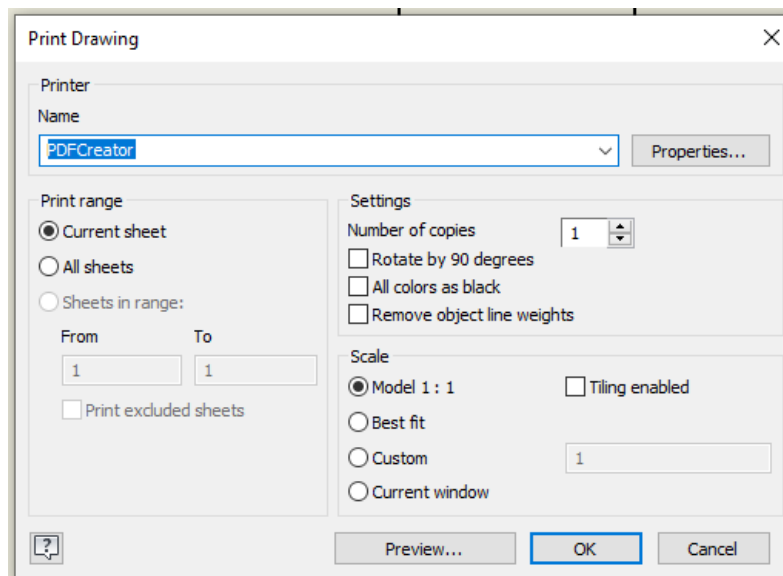 Print Drawing
Printer
Name
PDFCreator
Properties...
Print range
Current sheet
All sheets
Sheets in range:
From To
1 1
Print excluded sheets
Settings
Number of copies 1
Rotate by 90 degrees
All colors as black
Remove object line weights
Scale
Model 1 : 1 Tiling enabled
Best fit
Custom 1
Current window
? Preview... OK Cancel